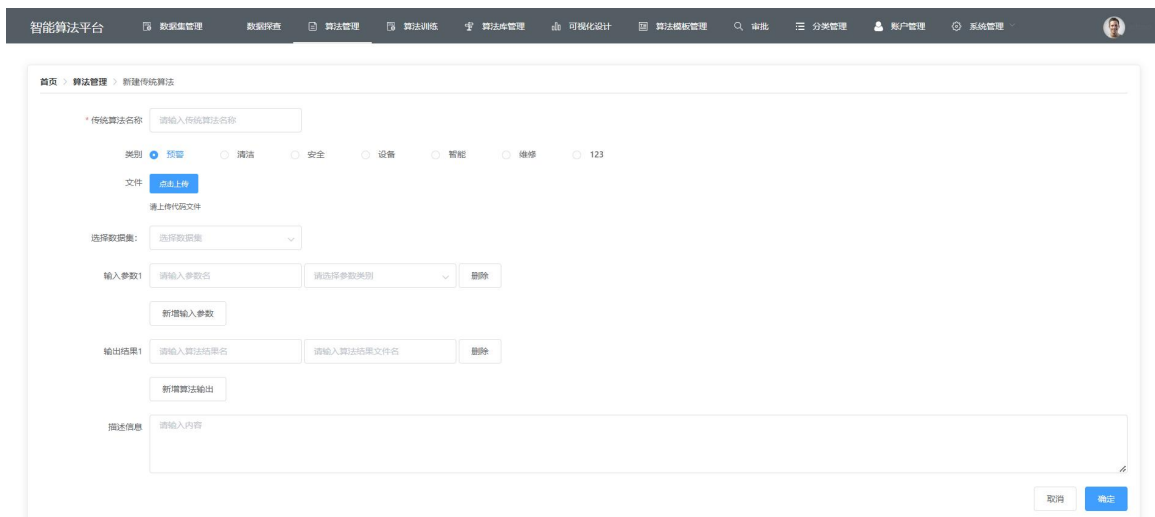 智能算法平台 数据集管理 数据探查 算法管理 算法训练 算法库管理 可视化设计 算法模板管理 审批 分类管理 账户管理 系统管理
首页 > 算法管理 > 新建传统算法
* 传统算法名称 请输入传统算法名称
类别 预警 清洁 安全 设备 智能 维修 123
文件 点击上传
请上传代码文件
选择数据集: 选择数据集
输入参数1 请输入参数名 请选择参数类别 删除
新增输入参数
输出结果1 请输入算法结果名 请输入算法结果文件名 删除
新增算法输出
描述信息 请输入内容
取消 确定